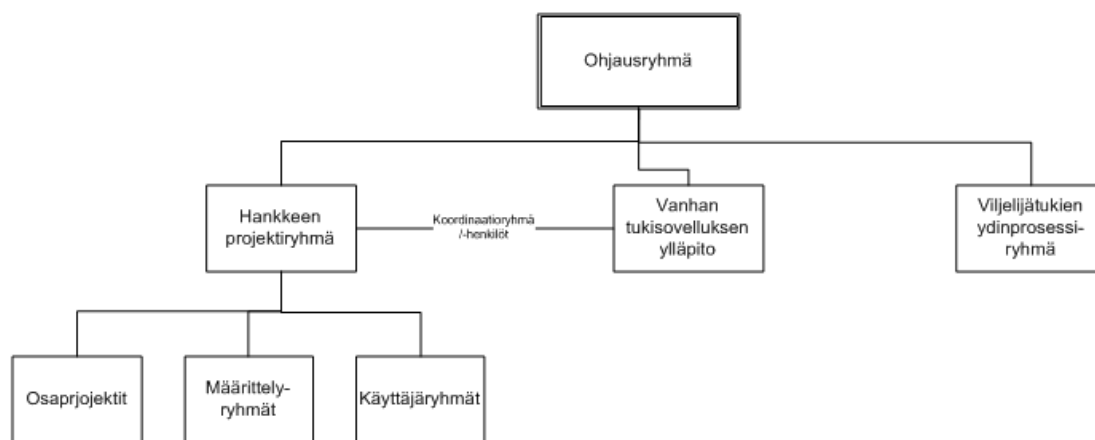 Ohjausryhmä
Hankkeen
projektiryhmä
Koordinaatioryhmä
/-henkilöt
Vanhan
tukisovelluksen
ylläpito
Viljelijätukien
ydinprosessi-
ryhmä
Osaprjojektit
Määrittely-
ryhmät
Käyttäjäryhmät